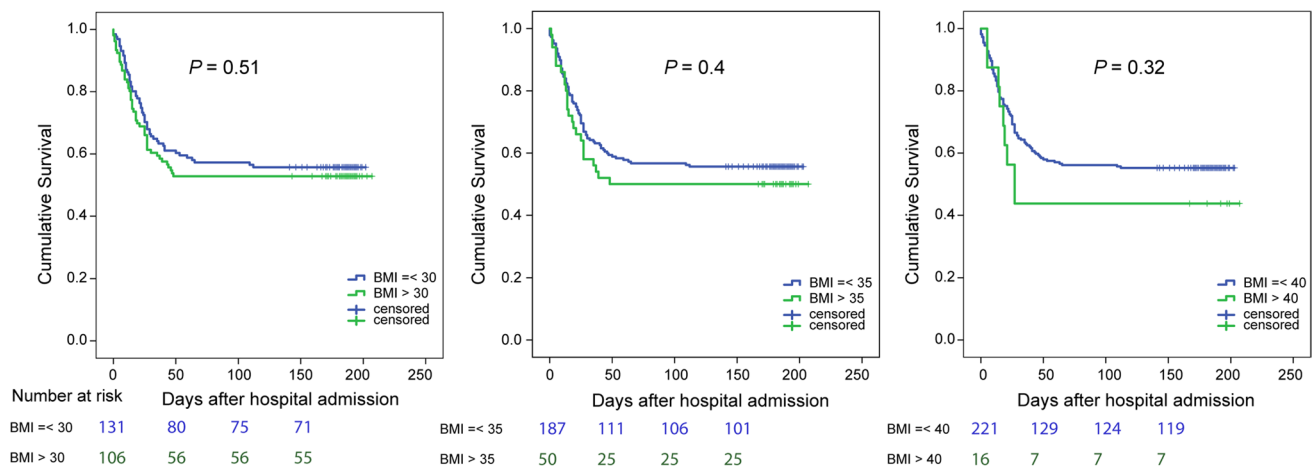 1.0
0.8
0.6
0.4
0.2
0.0
Cumulative Survival
P = 0.51
BMI =< 30
BMI > 30
censored
censored
0 50 100 150 200 250
Days after hospital admission
Number at risk
BMI =< 30 131 80 75 71
BMI > 30 106 56 56 55
1.0
0.8
0.6
0.4
0.2
0.0
Cumulative Survival
P = 0.4
BMI =< 35
BMI > 35
censored
censored
0 50 100 150 200 250
Days after hospital admission
BMI =< 35 187 111 106 101
BMI > 35 50 25 25 25
1.0
0.8
0.6
0.4
0.2
0.0
Cumulative Survival
P = 0.32
BMI =< 40
BMI > 40
censored
censored
0 50 100 150 200 250
Days after hospital admission
BMI =< 40 221 129 124 119
BMI > 40 16 7 7 7